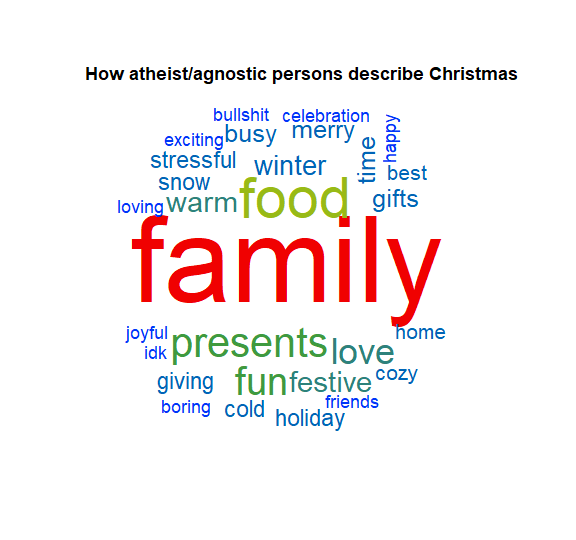 How atheist/agnostic persons describe Christmas
bullshit
celebration
exciting
busy
merry
happy
stressful
winter
time
best
snow
food
gifts
loving
warm
family
joyful
presents
love
home
idk
giving
fun
festive
cozy
boring
cold
holiday
friends